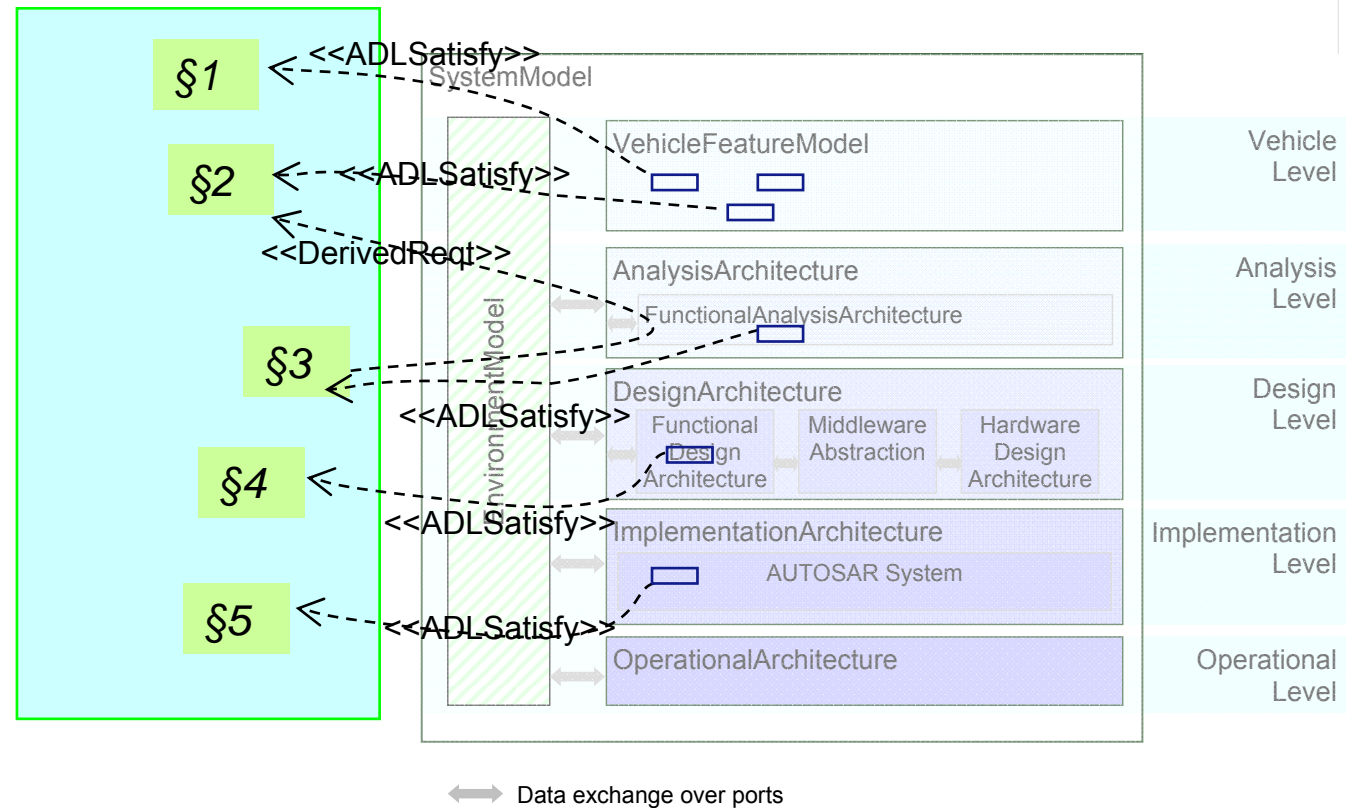 §1
<<ADLSatisfy>>
SystemModel
§2
<<ADLSatisfy>>
VehicleFeatureModel
Vehicle
Level
<<DerivedReqt>>
EnvironmentModel
AnalysisArchitecture
FunctionalAnalysisArchitecture
Analysis
Level
§3
<<ADLSatisfy>>
DesignArchitecture
Functional
Design
Architecture
Middleware
Abstraction
Hardware
Design
Architecture
Design
Level
§4
<<ADLSatisfy>>
ImplementationArchitecture
AUTOSAR System
Implementation
Level
§5
<<ADLSatisfy>>
OperationalArchitecture
Operational
Level
Data exchange over ports